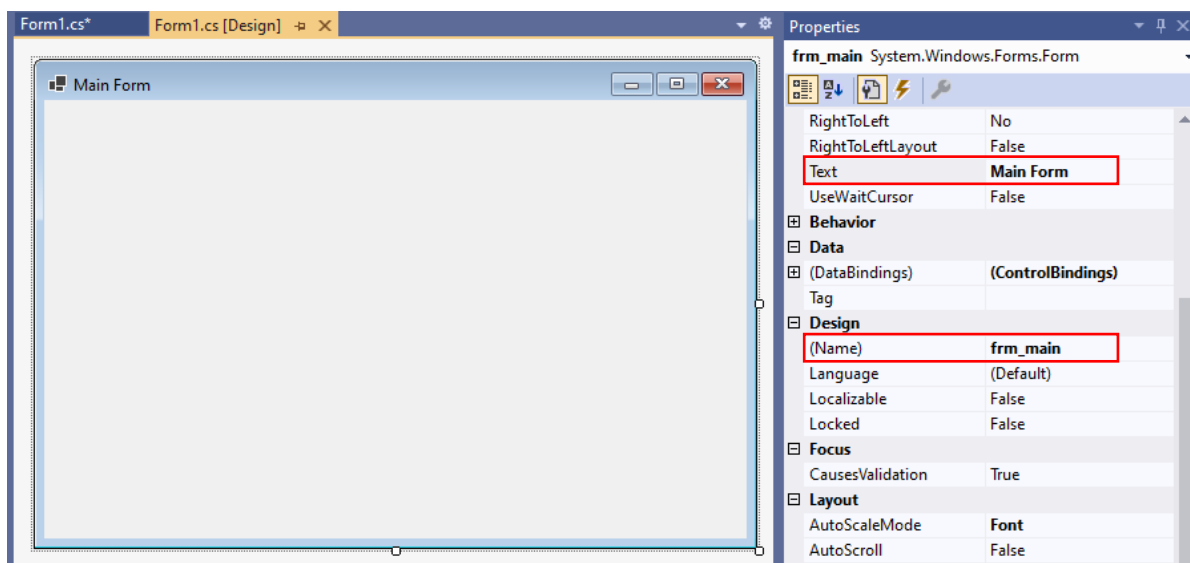 Form1.cs*
Form1.cs [Design]
Main Form
Properties
frm_main System.Windows.Forms.Form
RightToLeft No
RightToLeftLayout False
Text Main Form
UseWaitCursor False
Behavior
Data
(DataBindings) (ControlBindings)
Tag
Design
(Name) frm_main
Language (Default)
Localizable False
Locked False
Focus
CausesValidation True
Layout
AutoScaleMode Font
AutoScroll False